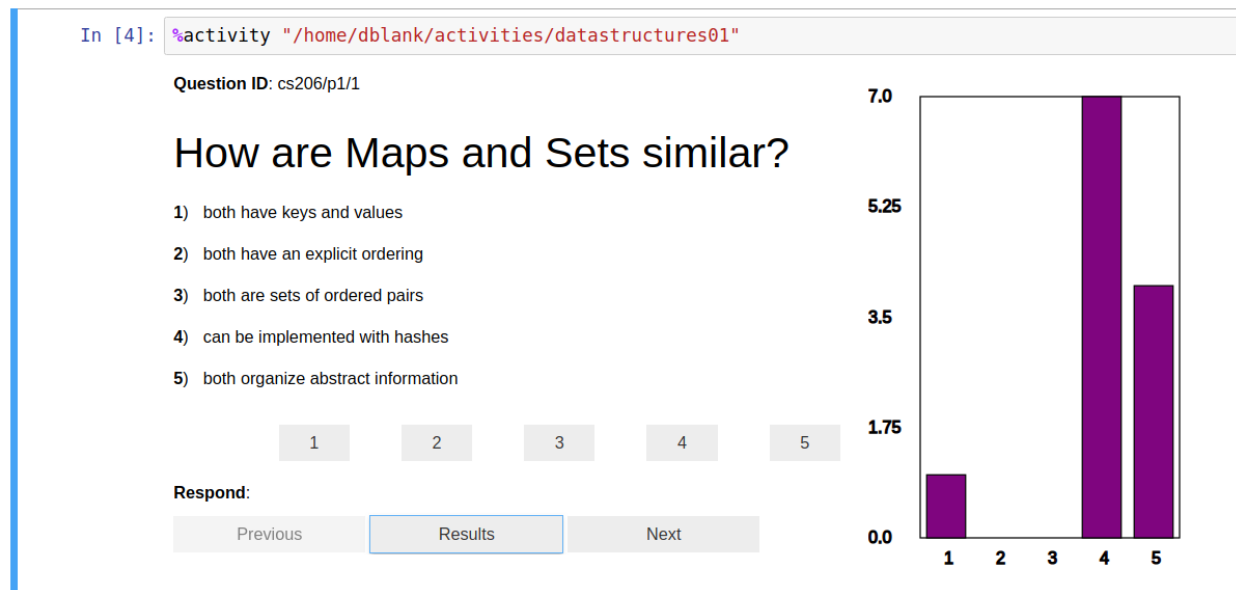 In [4]: %activity "/home/dblank/activities/datastructures01"
Question ID: cs206/p1/1
How are Maps and Sets similar?
1) both have keys and values
2) both have an explicit ordering
3) both are sets of ordered pairs
4) can be implemented with hashes
5) both organize abstract information
1 2 3 4 5
Respond:
Previous Results Next
7.0
5.25
3.5
1.75
0.0
1 2 3 4 5